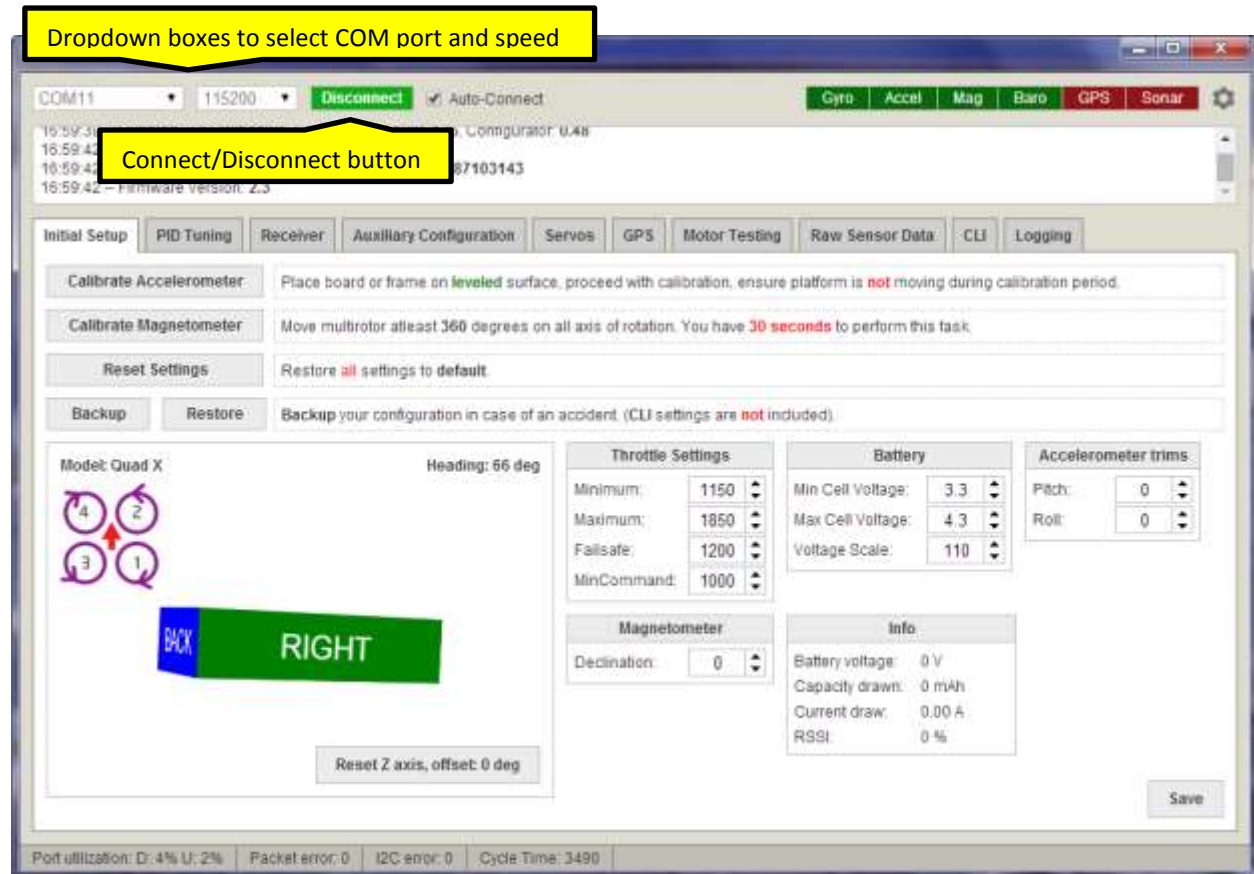 Dropdown boxes to select COM port and speed
COM11 115200 Disconnect Auto-Connect Gyro Accel Mag Baro GPS Sonar
Configurator: 0.48
16:59:42
Connect/Disconnect button
16:59:42 87103143
16:59:42 -- Firmware version: 2.3
Initial Setup PID Tuning Receiver Auxiliary Configuration Servos GPS Motor Testing Raw Sensor Data CLI Logging
Calibrate Accelerometer Place board or frame on leveled surface, proceed with calibration, ensure platform is not moving during calibration period.
Calibrate Magnetometer Move multirotor atleast 360 degrees on all axis of rotation. You have 30 seconds to perform this task.
Reset Settings Restore all settings to default.
Backup Restore Backup your configuration in case of an accident. (CLI settings are not included).
Model: Quad X Heading: 66 deg
4 2
3 1
BACK RIGHT
Reset Z axis, offset: 0 deg
Throttle Settings
Minimum: 1150
Maximum: 1850
Failsafe: 1200
MinCommand: 1000
Battery
Min Cell Voltage: 3.3
Max Cell Voltage: 4.3
Voltage Scale: 110
Accelerometer trims
Pitch: 0
Roll: 0
Magnetometer
Declination: 0
Info
Battery voltage: 0 V
Capacity drawn: 0 mAh
Current draw: 0.00 A
RSSI: 0 %
Save
Port utilization: D: 4% U: 2% Packet error: 0 I2C error: 0 Cycle Time: 3490